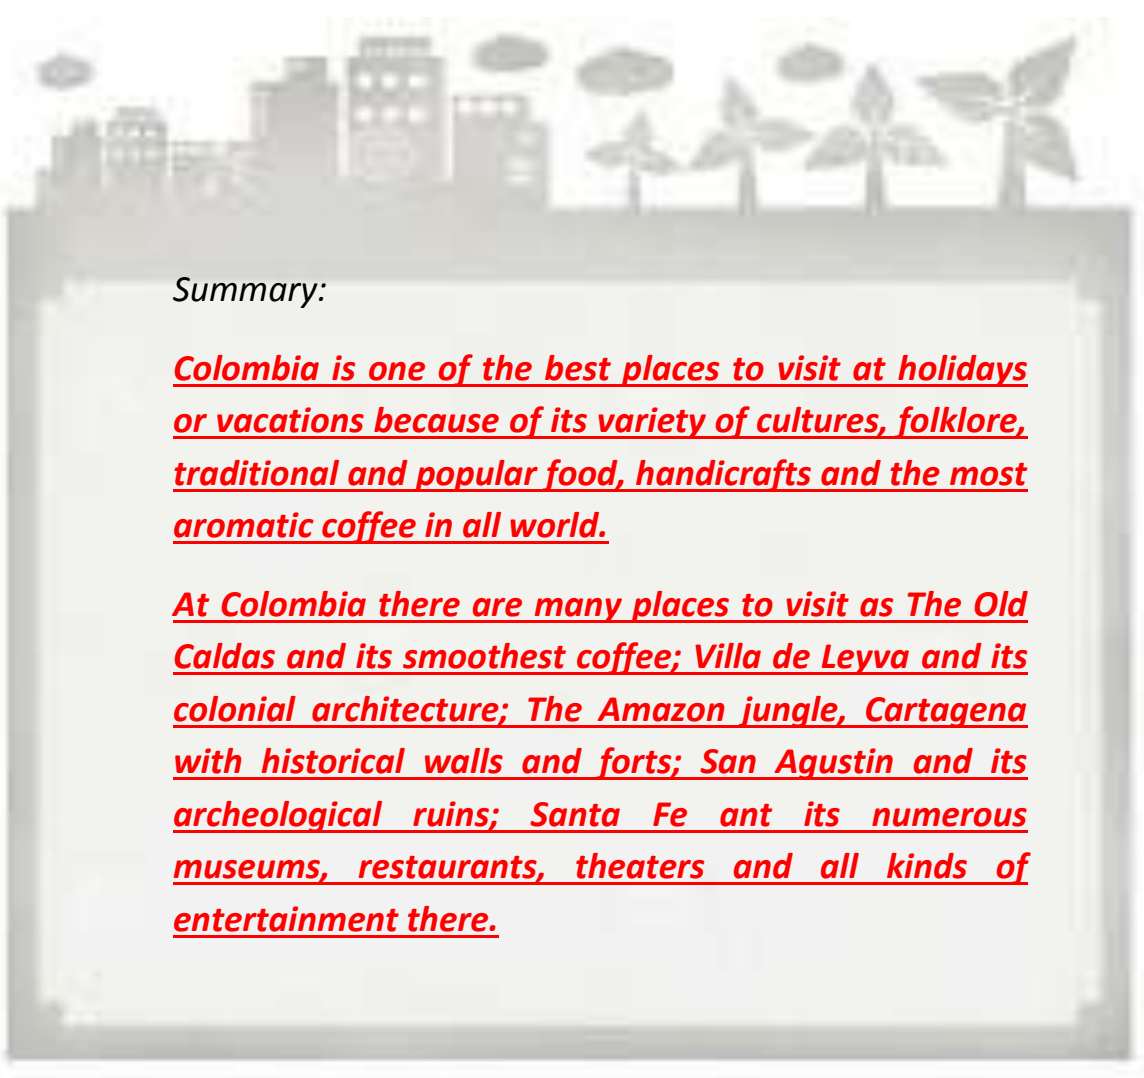 Summary:
Colombia is one of the best places to visit at holidays
or vacations because of its variety of cultures, folklore,
traditional and popular food, handicrafts and the most
aromatic coffee in all world.
At Colombia there are many places to visit as The Old
Caldas and its smoothest coffee; Villa de Leyva and its
colonial architecture; The Amazon jungle, Cartagena
with historical walls and forts; San Agustin and its
archeological ruins; Santa Fe ant its numerous
museums, restaurants, theaters and all kinds of
entertainment there.